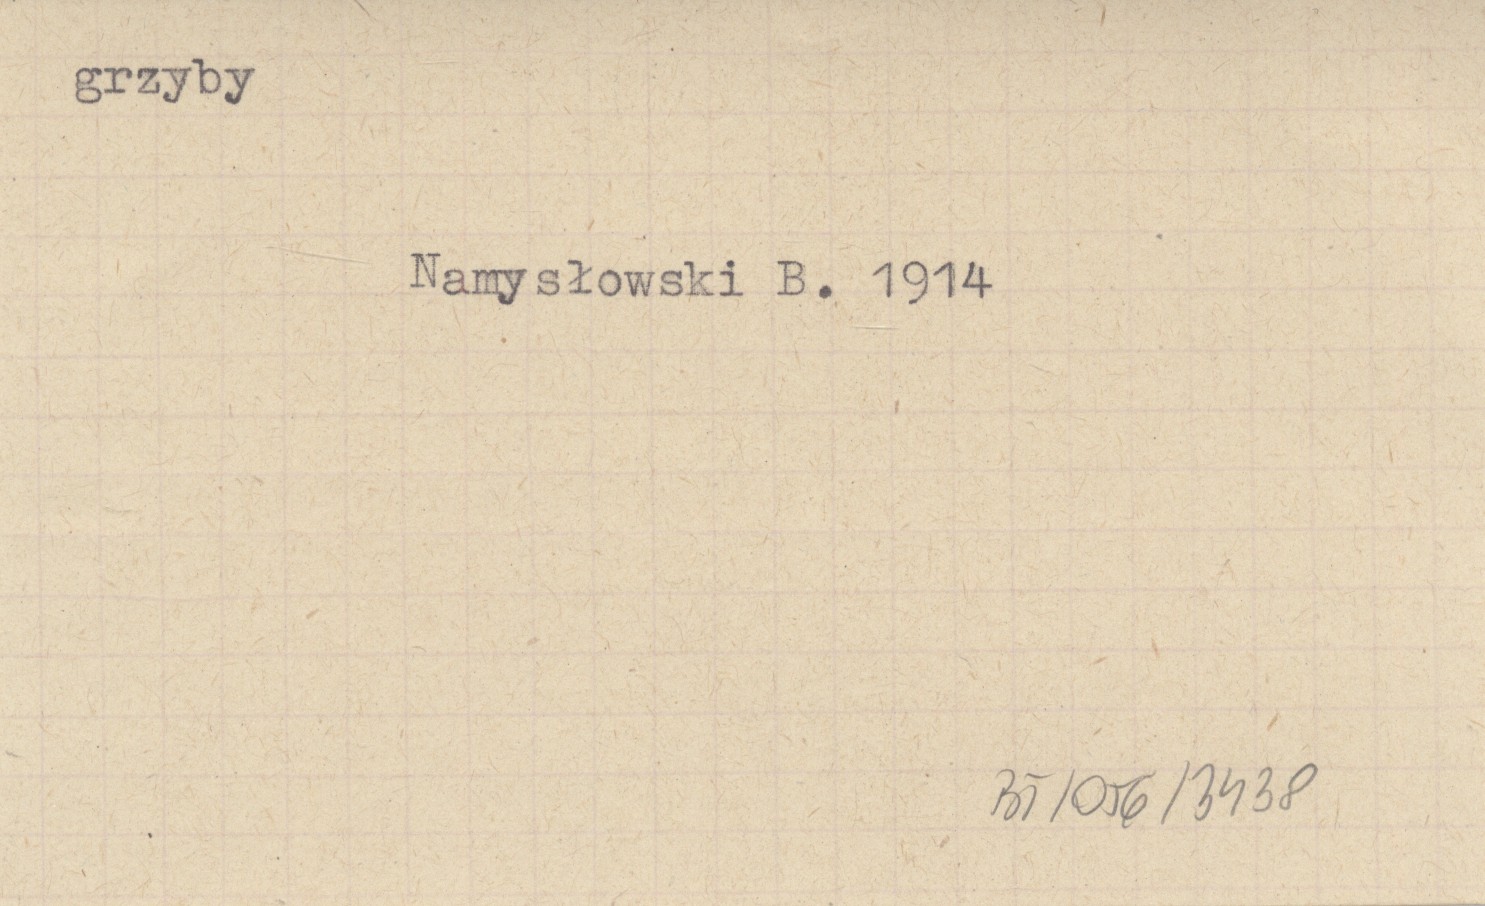 grzyby
Namysłowski B. 1914
BT/056/3438